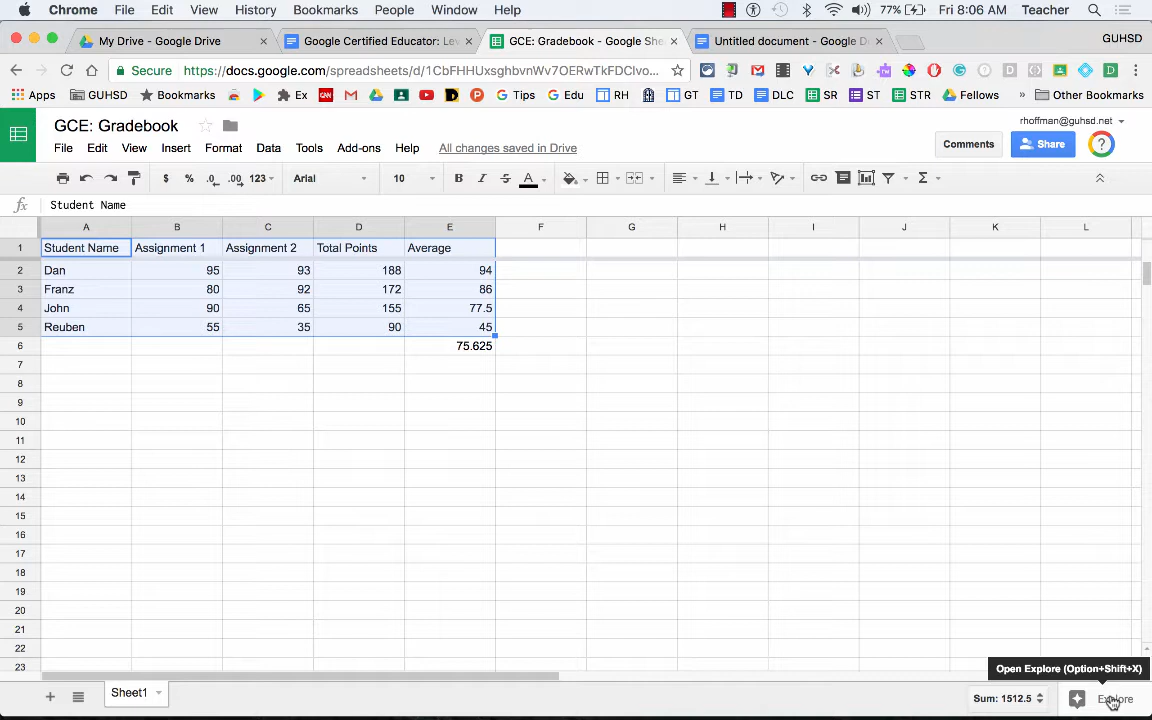 Chrome File Edit View History Bookmarks People Window Help 77% Fri 8:06 AM Teacher
My Drive - Google Drive × Google Certified Educator: Lev × GCE: Gradebook - Google She × Untitled document - Google Do × GUHSD
Secure https://docs.google.com/spreadsheets/d/1CbFHHUxsghbvnWv7OERwTkFDClvo...
Apps GUHSD Bookmarks Ex Tips Edu RH GT TD DLC SR ST STR Fellows » Other Bookmarks
GCE: Gradebook rhoffman@guhsd.net
File Edit View Insert Format Data Tools Add-ons Help All changes saved in Drive Comments Share
$ % .0 .00 123 Arial 10 B I S A Σ
fx Student Name
A B C D E F G H I J K L
1 Student Name Assignment 1 Assignment 2 Total Points Average
2 Dan 95 93 188 94
3 Franz 80 92 172 86
4 John 90 65 155 77.5
5 Reuben 55 35 90 45
6 75.625
7
8
9
10
11
12
13
14
15
16
17
18
19
20
21
22
23
Open Explore (Option+Shift+X)
Sheet1 Sum: 1512.5 Explore